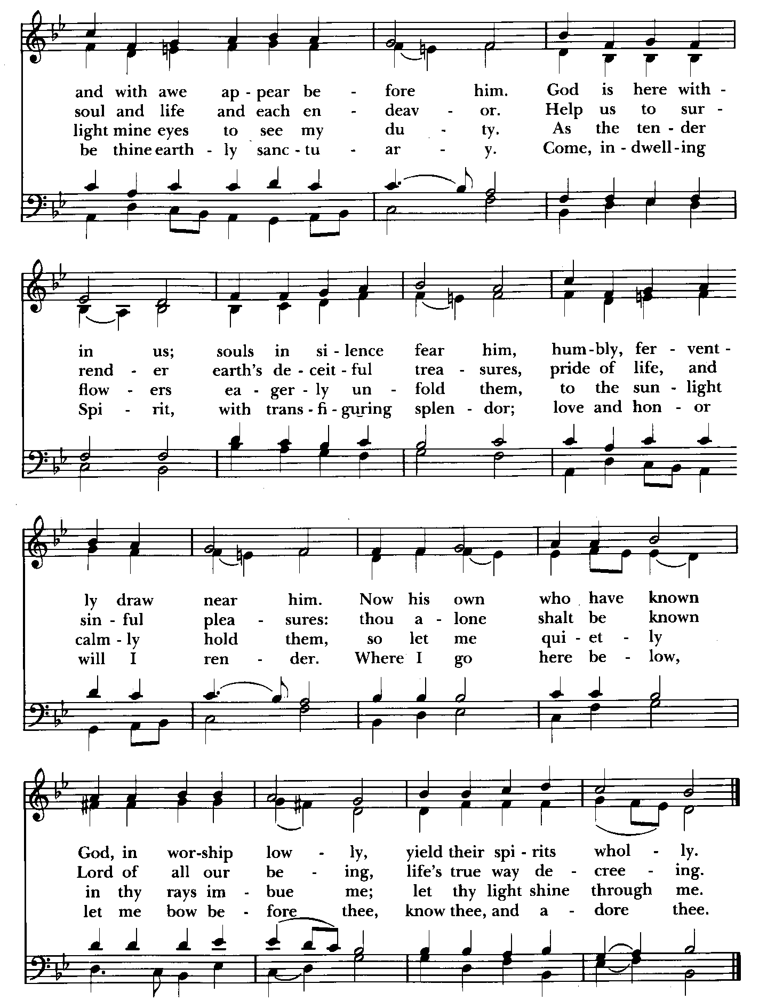 and with awe ap - pear be - fore him. God is here with -
soul and life and each en - deav - or. Help us to sur -
light mine eyes to see my du - ty. As the ten - der
be thine earth - ly sanc - tu - ar - y. Come, in - dwell - ing
in us; souls in si - lence fear him, hum - bly, fer - vent -
rend - er earth's de - ceit - ful trea - sures, pride of life, and
flow - ers ea - ger - ly un - fold them, to the sun - light
Spi - rit, with trans - fi - guring splen - dor; love and hon - or
ly draw near him. Now his own who have known
sin - ful plea - sures: thou a - lone shalt be known
calm - ly hold them, so let me qui - et - ly
will I ren - der. Where I go here be - low,
God, in wor - ship low - ly, yield their spi - rits whol - ly.
Lord of all our be - ing, life's true way de - cree - ing.
in thy rays im - bue me; let thy light shine through me.
let me bow be - fore thee, know thee, and a - dore thee.